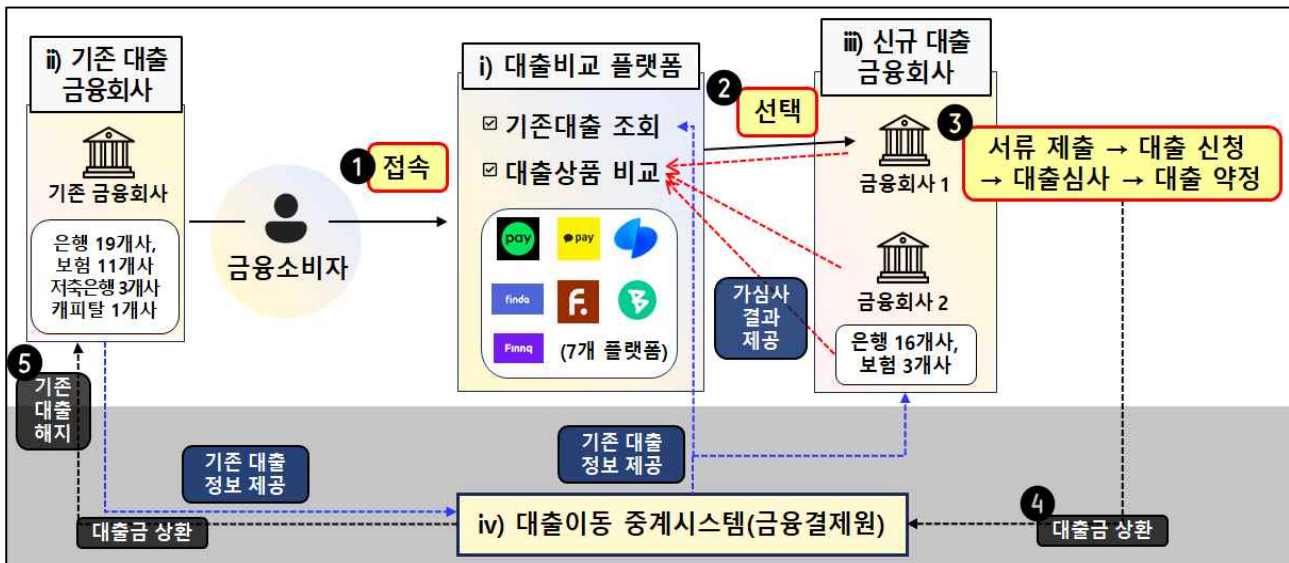 ⅱ) 기존 대출
금융회사
기존 금융회사
은행 19개사,
보험 11개사
저축은행 3개사
캐피탈 1개사
금융소비자
❶ 접속
ⅰ) 대출비교 플랫폼
☑ 기존대출 조회
☑ 대출상품 비교
pay
pay
finda
F.
Finnq
(7개 플랫폼)
❷ 선택
ⅲ) 신규 대출
금융회사
금융회사 1
금융회사 2
은행 16개사,
보험 3개사
❸ 서류 제출 → 대출 신청
→ 대출심사 → 대출 약정
가심사
결과
제공
❺ 기존
대출
해지
기존 대출
정보 제공
기존 대출
정보 제공
대출금 상환
ⅳ) 대출이동 중계시스템(금융결제원)
❹ 대출금 상환